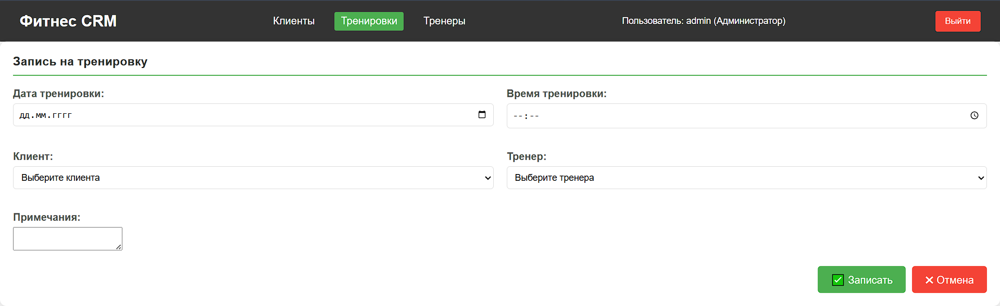 Фитнес CRM Клиенты Тренировки Тренеры Пользователь: admin (Администратор) Выйти
Запись на тренировку
Дата тренировки: Время тренировки:
дд.мм.гггг --:--
Клиент: Тренер:
Выберите клиента Выберите тренера
Примечания:
✅ Записать ❌ Отмена